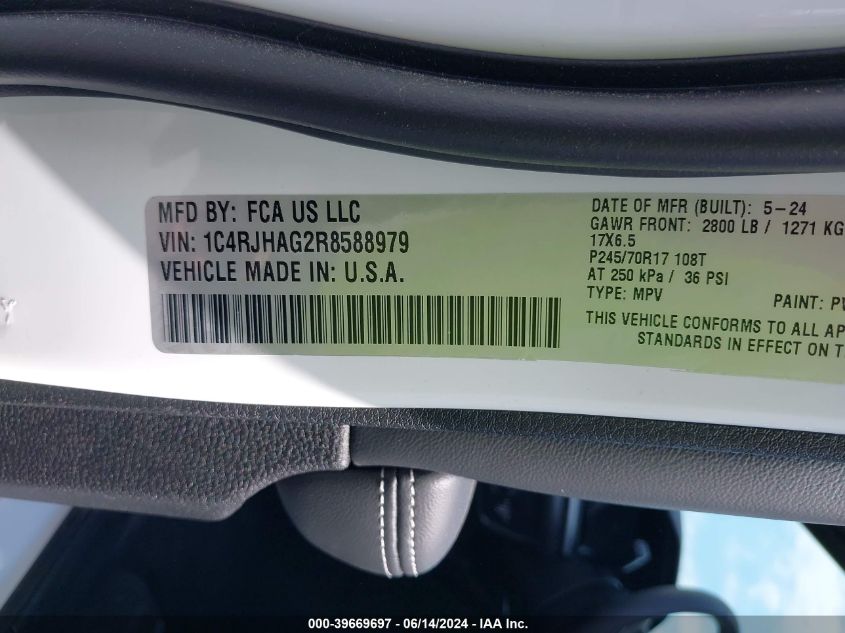 MFD BY: FCA US LLC
VIN: 1C4RJHAG2R8588979
VEHICLE MADE IN: U.S.A.
DATE OF MFR (BUILT): 5-24
GAWR FRONT: 2800 LB / 1271 KG
17X6.5
P245/70R17 108T
AT 250 kPa / 36 PSI
TYPE: MPV PAINT: PW
THIS VEHICLE CONFORMS TO ALL AP
STANDARDS IN EFFECT ON T
000-39669697 - 06/14/2024 - IAA Inc.